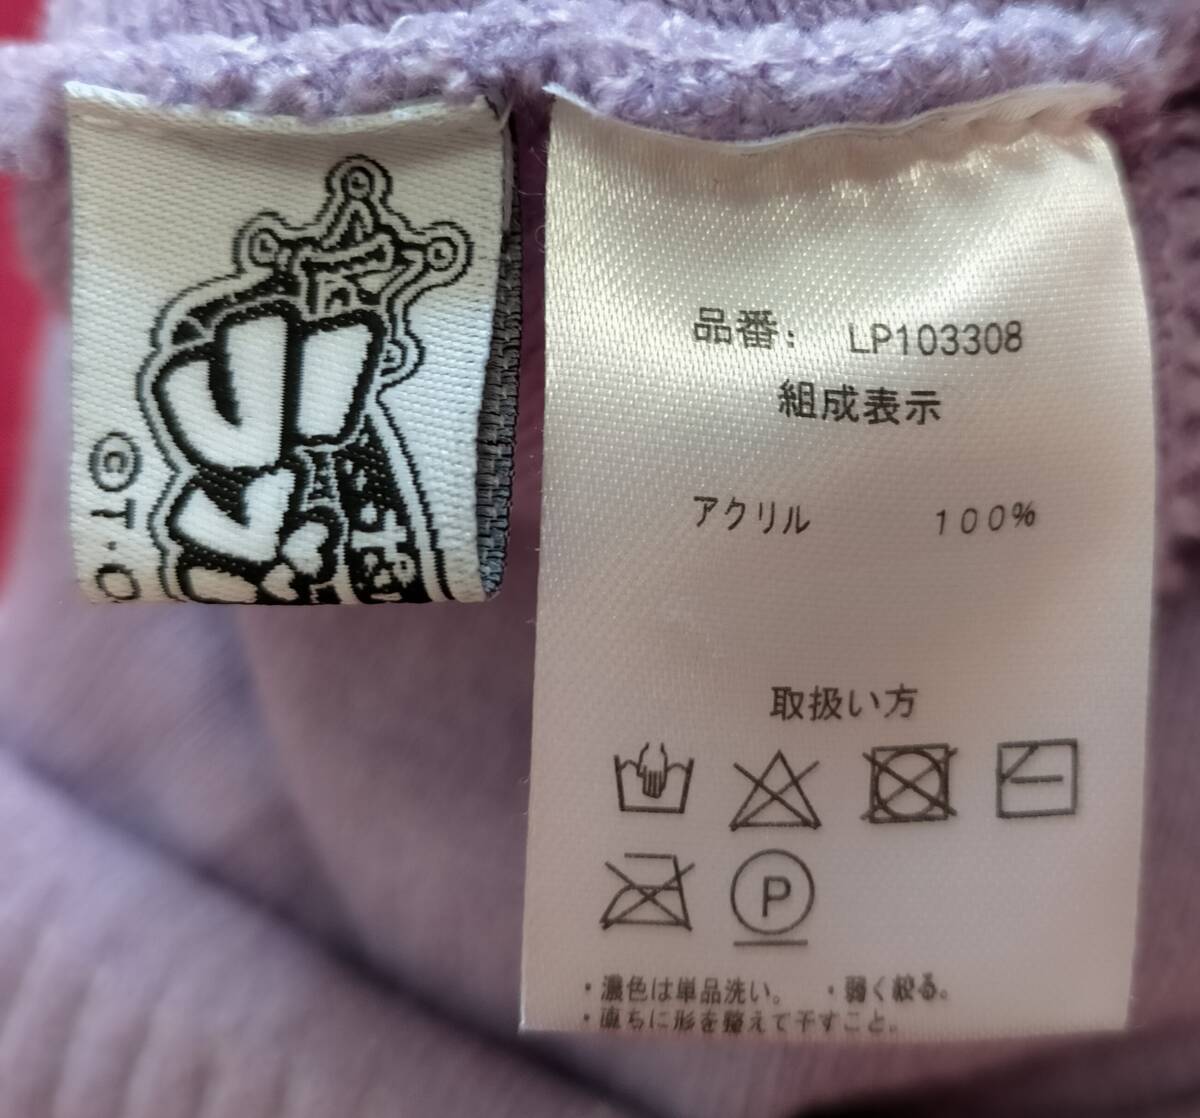 ©T・O
品番： LP103308
組成表示
アクリル 100%
取扱い方
P
・濃色は単品洗い。 ・弱く絞る。
・直ちに形を整えて干すこと。